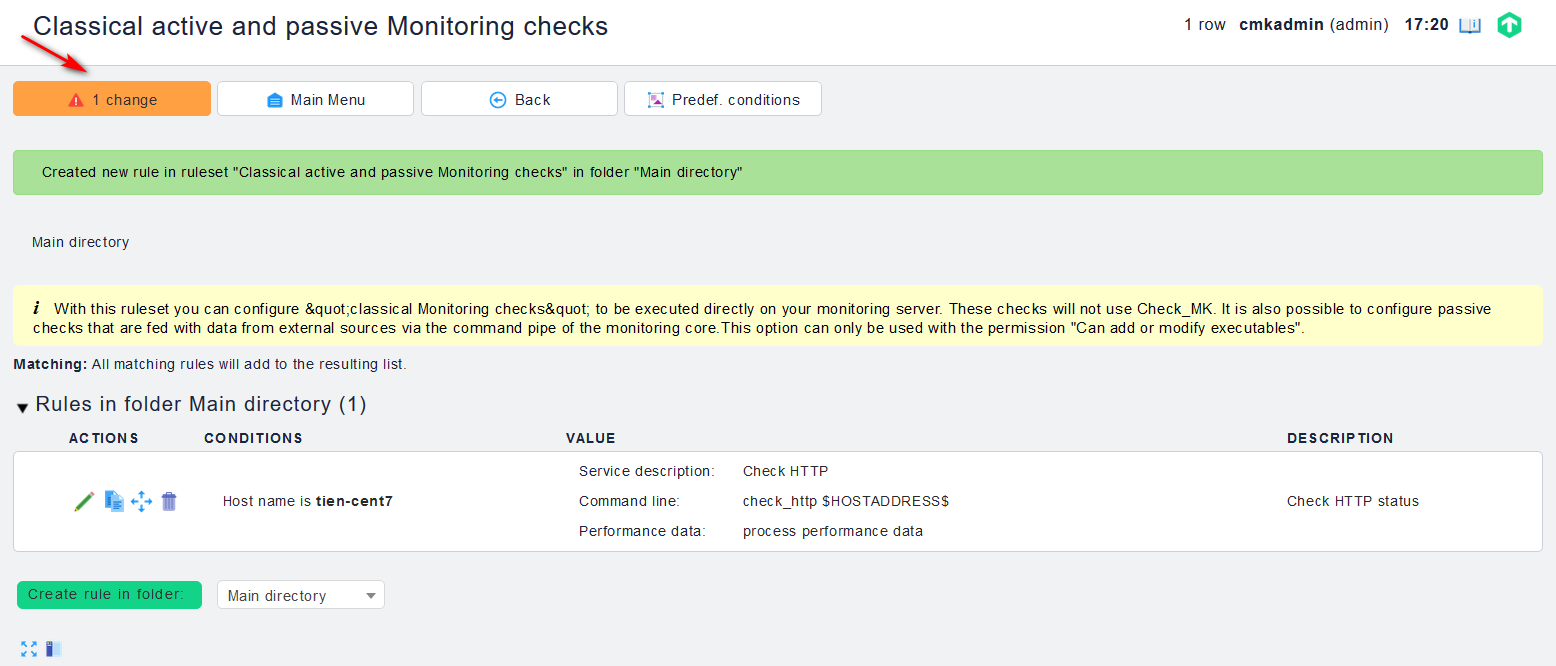 Classical active and passive Monitoring checks
1 row cmkadmin (admin) 17:20
1 change
Main Menu
Back
Predef. conditions
Created new rule in ruleset "Classical active and passive Monitoring checks" in folder "Main directory"
Main directory
i With this ruleset you can configure &quot;classical Monitoring checks&quot; to be executed directly on your monitoring server. These checks will not use Check_MK. It is also possible to configure passive
checks that are fed with data from external sources via the command pipe of the monitoring core.This option can only be used with the permission "Can add or modify executables".
Matching: All matching rules will add to the resulting list.
Rules in folder Main directory (1)
ACTIONS CONDITIONS VALUE DESCRIPTION
Service description: Check HTTP
Host name is tien-cent7 Command line: check_http $HOSTADDRESS$ Check HTTP status
Performance data: process performance data
Create rule in folder: Main directory